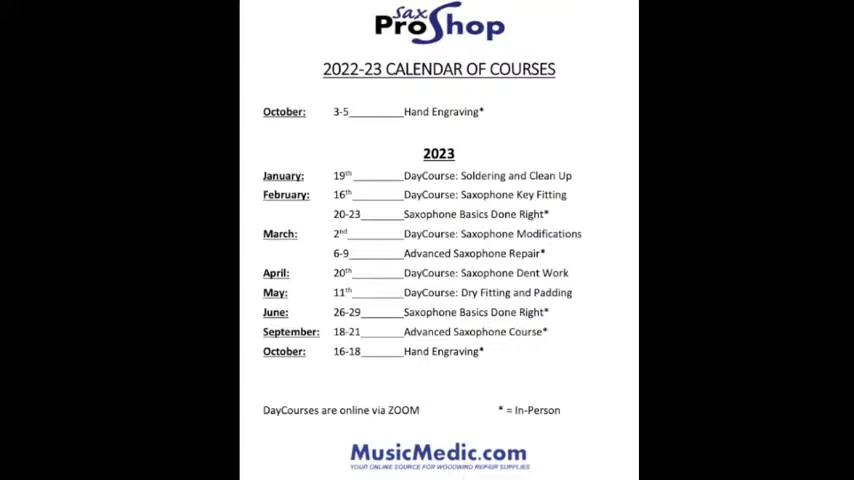 sax
ProShop
2022-23 CALENDAR OF COURSES
October: 3-5_________Hand Engraving*
2023
January: 19th_________DayCourse: Soldering and Clean Up
February: 16th_________DayCourse: Saxophone Key Fitting
20-23_______Saxophone Basics Done Right*
March: 2nd_________DayCourse: Saxophone Modifications
6-9_________Advanced Saxophone Repair*
April: 20th_________DayCourse: Saxophone Dent Work
May: 11th_________DayCourse: Dry Fitting and Padding
June: 26-29_______Saxophone Basics Done Right*
September: 18-21_______Advanced Saxophone Course*
October: 16-18_______Hand Engraving*
DayCourses are online via ZOOM * = In-Person
MusicMedic.com
YOUR ONLINE SOURCE FOR WOODWIND REPAIR SUPPLIES